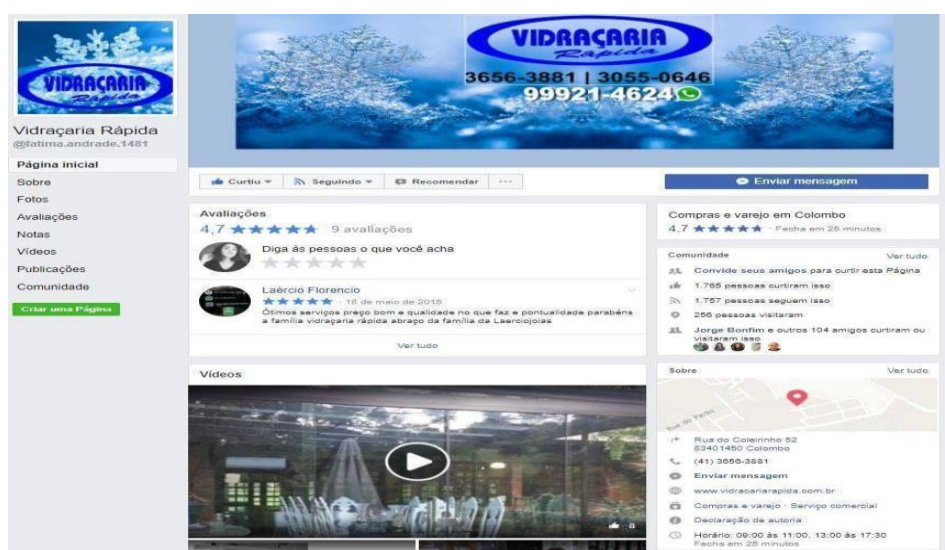 VIDRAÇARIA
Rápida
3656-3881 | 3055-0646
99921-4624
VIDRAÇARIA
Rápida
Vidraçaria Rápida
@fatima.andrade.1481
Página inicial
Sobre
Fotos
Avaliações
Notas
Vídeos
Publicações
Comunidade
Criar uma Página
Curtiu
Seguindo
Recomendar
Enviar mensagem
Avaliações
4,7 9 avaliações
Diga às pessoas o que você acha
Laércio Florencio
18 de maio de 2015
Ótimos serviços preço bom e qualidade no que faz e pontualidade parabéns
a família vidraçaria rápida abraço da família da Laerciojoias
Ver tudo
Vídeos
8
Compras e varejo em Colombo
4,7 · Fecha em 25 minutos
Comunidade Ver tudo
Convide seus amigos para curtir esta Página
1.765 pessoas curtiram isso
1.757 pessoas seguem isso
256 pessoas visitaram
Jorge Bonfim e outros 104 amigos curtiram ou
visitaram isso
Sobre Ver tudo
Rua do Parão
Rua do Coleirinho 52
83401450 Colombo
(41) 3656-3881
Enviar mensagem
www.vidracariarapida.com.br
Compras e varejo · Serviço comercial
Declaração de autoria
Horário: 09:00 às 11:00, 13:00 às 17:30
Fecha em 25 minutos